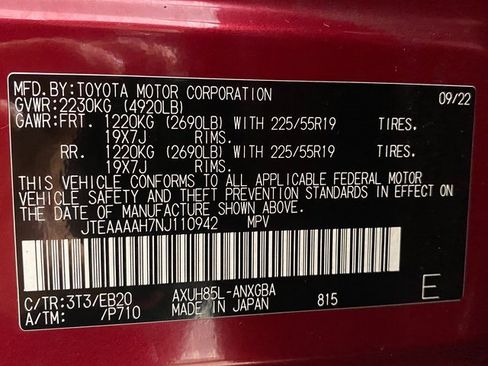 MFD.BY:TOYOTA MOTOR CORPORATION 09/22
GVWR:2230KG (4920LB)
GAWR:FRT. 1220KG (2690LB) WITH 225/55R19 TIRES.
19X7J RIMS.
RR. 1220KG (2690LB) WITH 225/55R19 TIRES.
19X7J RIMS.
THIS VEHICLE CONFORMS TO ALL APPLICABLE FEDERAL MOTOR
VEHICLE SAFETY AND THEFT PREVENTION STANDARDS IN EFFECT ON
THE DATE OF MANUFACTURE SHOWN ABOVE.
JTEAAAAH7NJ110942 MPV
C/TR:3T3/EB20 AXUH85L-ANXGBA
A/TM: /P710 MADE IN JAPAN 815 E